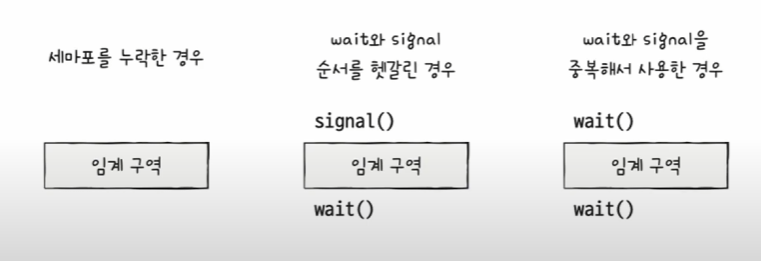 세마포를 누락한 경우
wait와 signal
순서를 헷갈린 경우
signal()
임계 구역
wait()
wait와 signal을
중복해서 사용한 경우
wait()
임계 구역
wait()
임계 구역